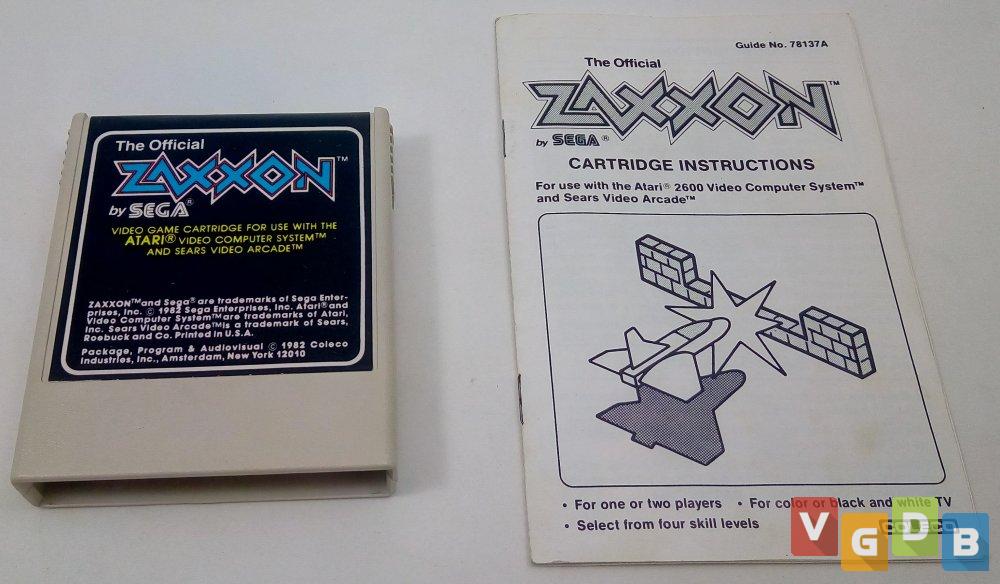 The Official
ZAXXON™
by SEGA®
VIDEO GAME CARTRIDGE FOR USE WITH THE
ATARI® VIDEO COMPUTER SYSTEM™
AND SEARS VIDEO ARCADE™
ZAXXON™ and Sega® are trademarks of Sega Enter-
prises, Inc. © 1982 Sega Enterprises, Inc. Atari® and
Video Computer System™ are trademarks of Atari,
Inc. Sears Video Arcade™ is a trademark of Sears,
Roebuck and Co. Printed in U.S.A.
Package, Program & Audiovisual © 1982 Coleco
Industries, Inc., Amsterdam, New York 12010
Guide No. 78137A
The Official
ZAXXON™
by SEGA®
CARTRIDGE INSTRUCTIONS
For use with the Atari® 2600 Video Computer System™
and Sears Video Arcade™
• For one or two players • For color or black and white TV
• Select from four skill levels
COLECO
VGDB